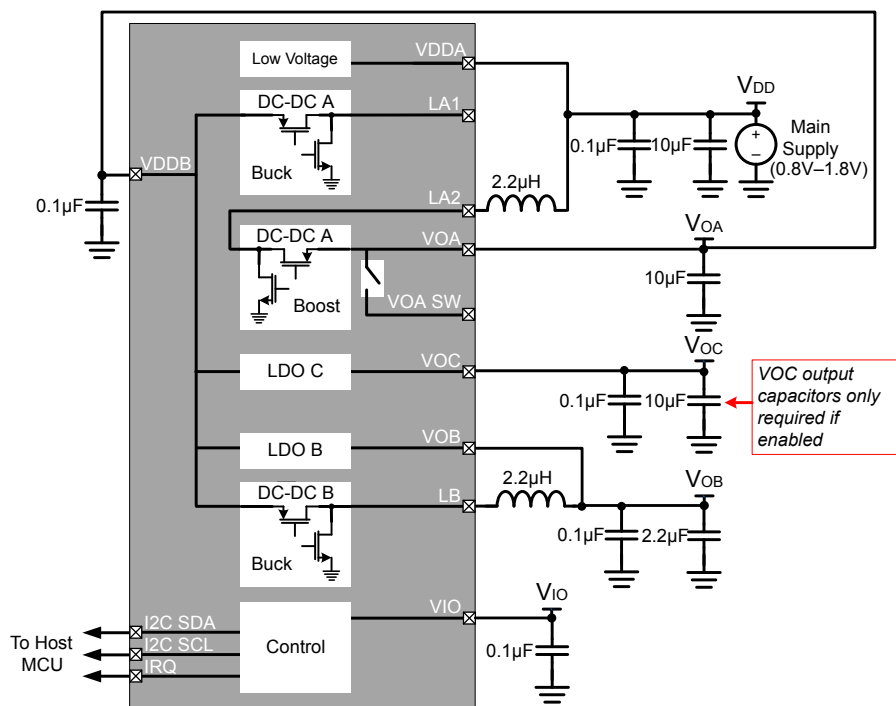 VDDA
Low Voltage
DC-DC A
LA1
Buck
VDDB
0.1µF
VDD
+
–
Main
Supply
(0.8V–1.8V)
0.1µF
10µF
2.2µH
LA2
DC-DC A
VOA
Boost
VOA SW
VOA
10µF
LDO C
VOC
VOC
0.1µF
10µF
VOC output
capacitors only
required if
enabled
LDO B
VOB
DC-DC B
LB
Buck
2.2µH
VOB
0.1µF
2.2µF
VIO
VIO
0.1µF
Control
I2C SDA
I2C SCL
IRQ
To Host
MCU